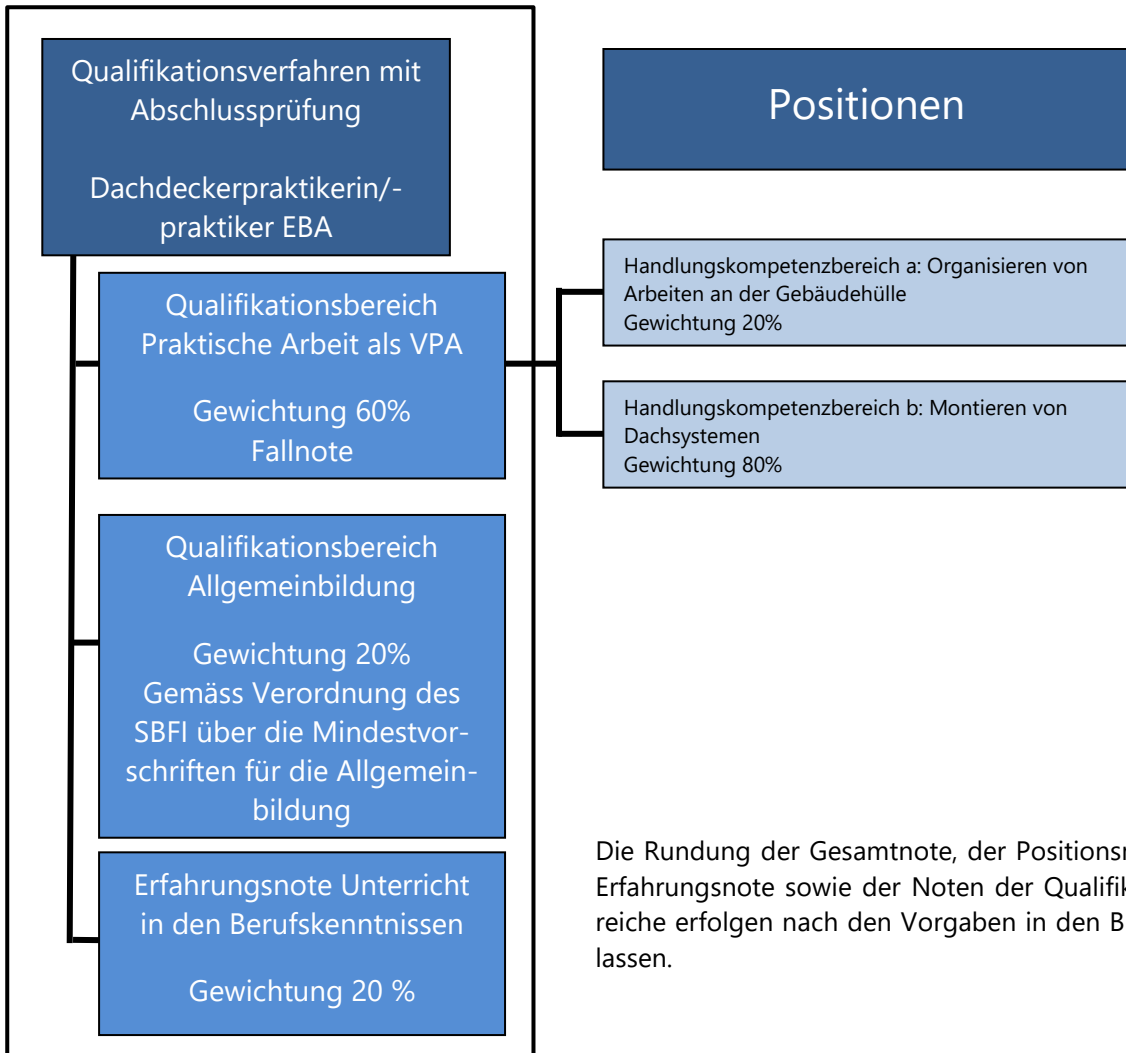 Qualifikationsverfahren mit
Abschlussprüfung
Dachdeckerpraktikerin/-
praktiker EBA
Qualifikationsbereich
Praktische Arbeit als VPA
Gewichtung 60%
Fallnote
Qualifikationsbereich
Allgemeinbildung
Gewichtung 20%
Gemäss Verordnung des
SBFI über die Mindestvor-
schriften für die Allgemein-
bildung
Erfahrungsnote Unterricht
in den Berufskenntnissen
Gewichtung 20 %
Positionen
Handlungskompetenzbereich a: Organisieren von
Arbeiten an der Gebäudehülle
Gewichtung 20%
Handlungskompetenzbereich b: Montieren von
Dachsystemen
Gewichtung 80%
Die Rundung der Gesamtnote, der
Erfahrungsnote sowie der Noten der
reiche erfolgen nach den Vorgaben in den
lassen.